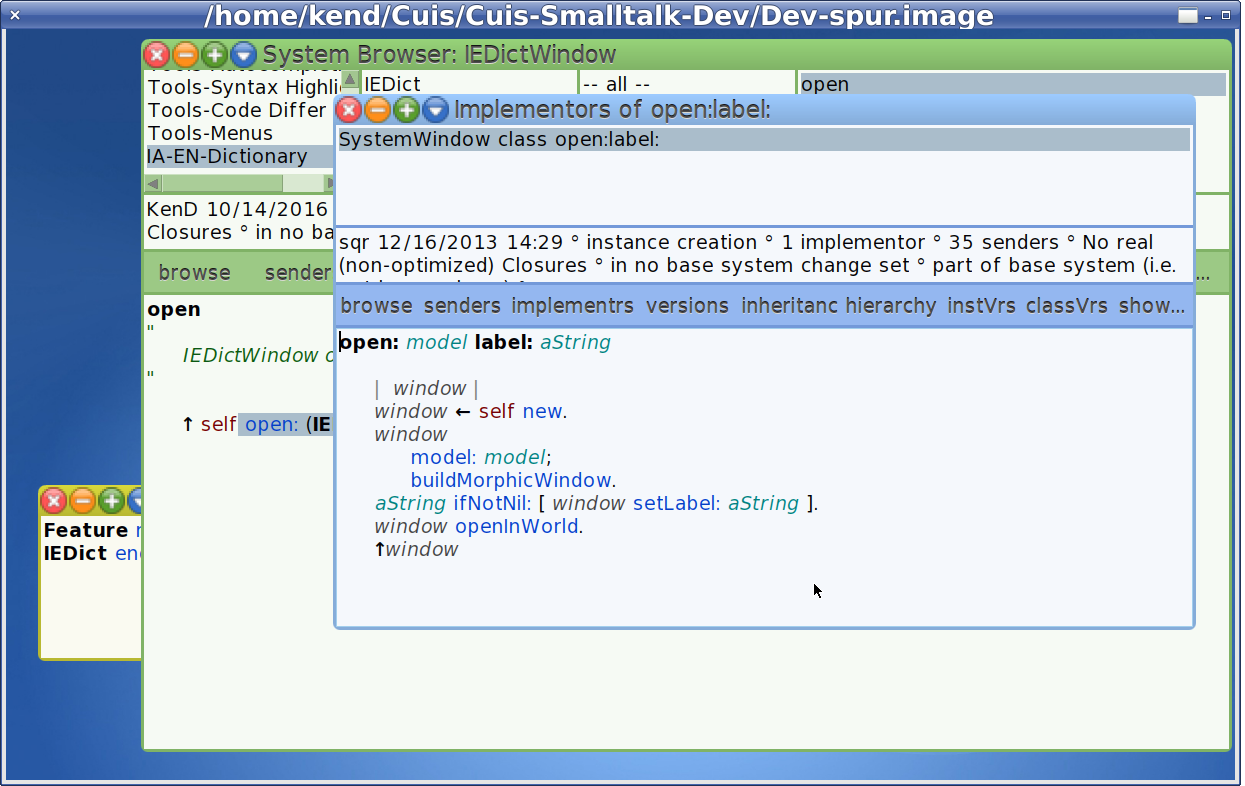 /home/kend/Cuis/Cuis-Smalltalk-Dev/Dev-spur.image
System Browser: IEDictWindow
Tools-Syntax Highli
Tools-Code Differ
Tools-Menus
IA-EN-Dictionary
IEDict
-- all --
open
KenD 10/14/2016
Closures ° in no ba
browse sender
...
open
"
IEDictWindow
"
↑ self open: (IE
Implementors of open:label:
SystemWindow class open:label:
sqr 12/16/2013 14:29 ° instance creation ° 1 implementor ° 35 senders ° No real
(non-optimized) Closures ° in no base system change set ° part of base system (i.e.
browse senders implementrs versions inheritanc hierarchy instVrs classVrs show...
open: model label: aString
| window |
window ← self new.
window
model: model;
buildMorphicWindow.
aString ifNotNil: [ window setLabel: aString ].
window openInWorld.
↑window
Feature
IEDict en